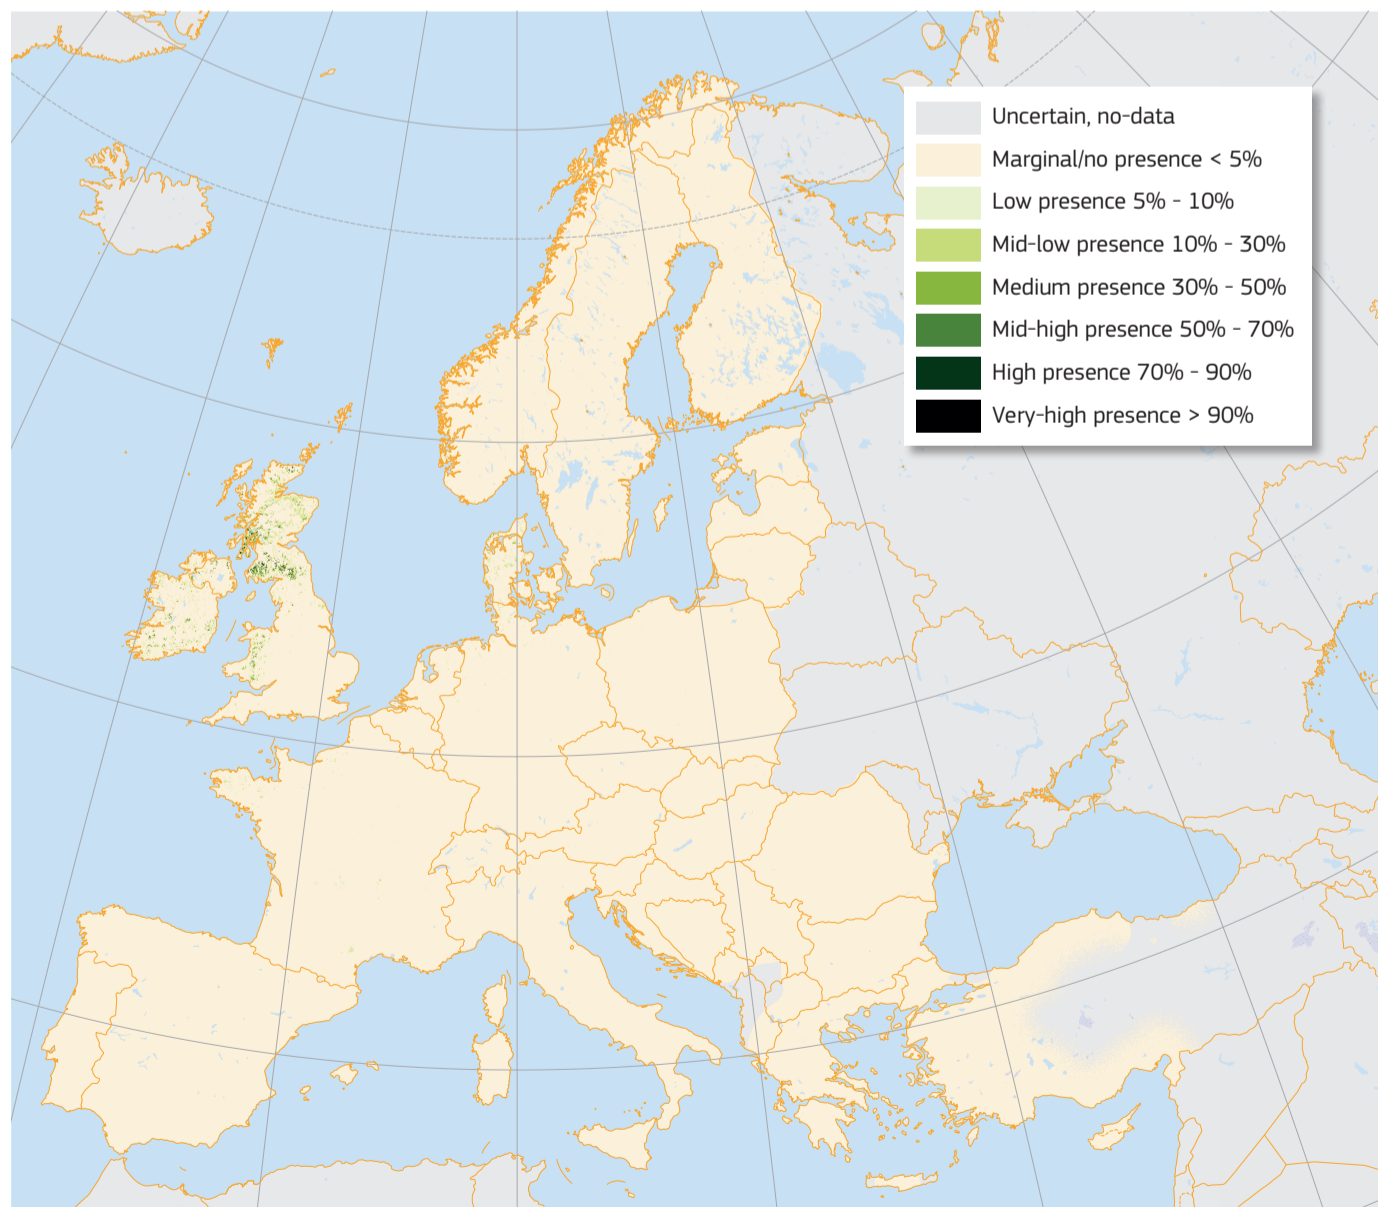 Uncertain, no-data
Marginal/no presence < 5%
Low presence 5% - 10%
Mid-low presence 10% - 30%
Medium presence 30% - 50%
Mid-high presence 50% - 70%
High presence 70% - 90%
Very-high presence > 90%